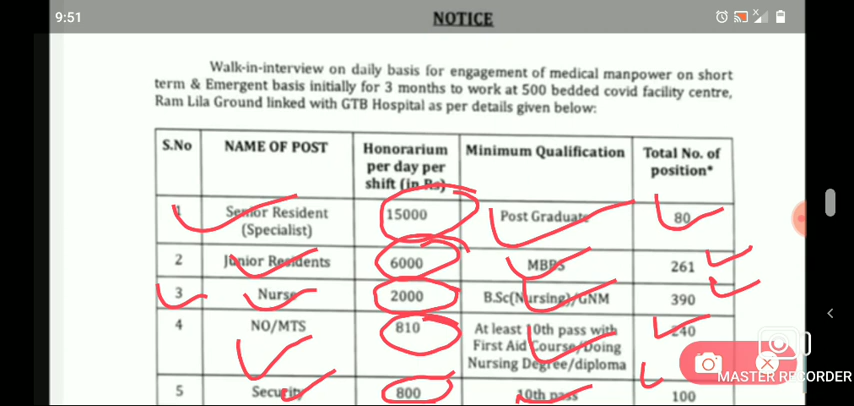 9:51
NOTICE
Walk-in-interview on daily basis for engagement of medical manpower on short
term & Emergent basis initially for 3 months to work at 500 bedded covid facility centre,
Ram Lila Ground linked with GTB Hospital as per details given below:
S.No NAME OF POST Honorarium per day per shift (in Rs) Minimum Qualification Total No. of position*
1 Senior Resident (Specialist) 15000 Post Graduate 80
2 Junior Residents 6000 MBBS 261
3 Nurse 2000 B.Sc(Nursing)/GNM 390
4 NO/MTS 810 At least 10th pass with First Aid Course/Doing Nursing Degree/diploma 240
5 Security 800 10th pass 100
MASTER RECORDER